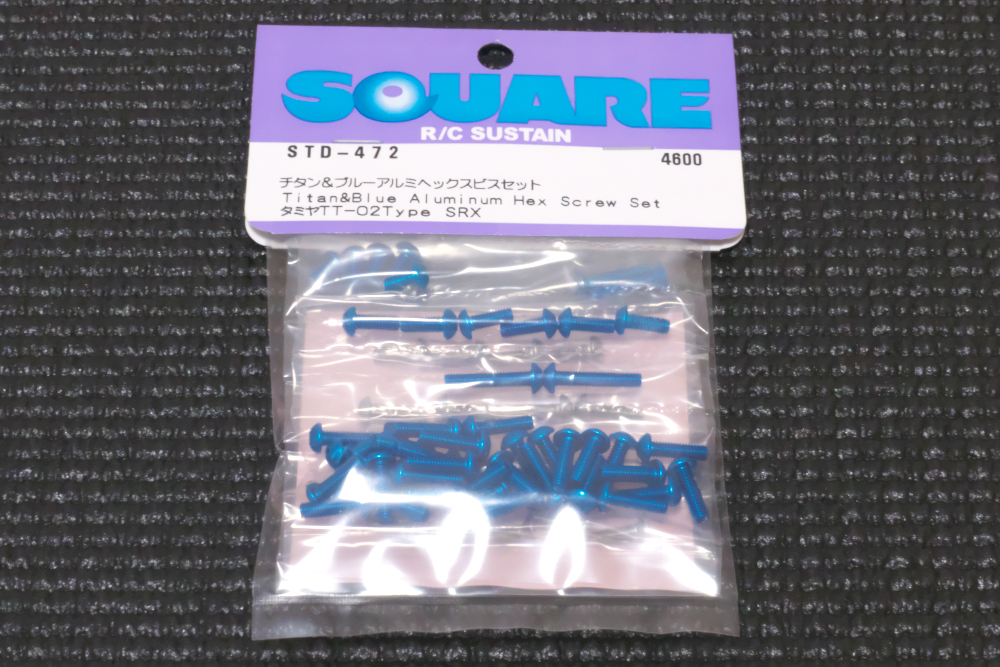 SQUARE
R/C SUSTAIN
STD-472 4600
チタン&ブルーアルミヘックスビスセット
Titan&Blue Aluminum Hex Screw Set
タミヤTT-02Type SRX